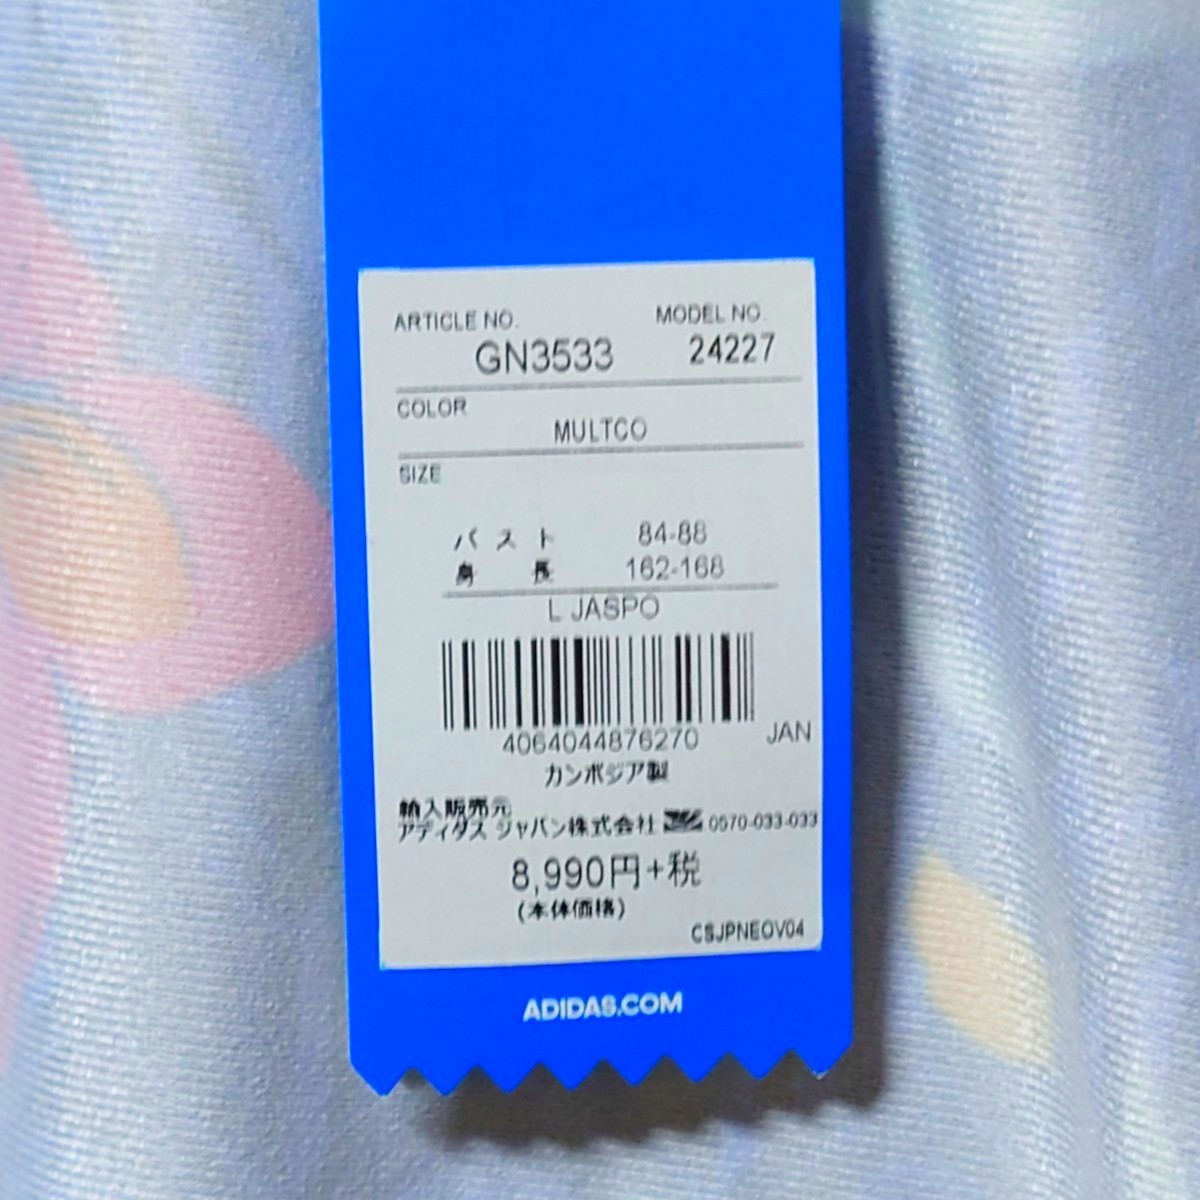 ARTICLE NO. MODEL NO.
GN3533 24227
COLOR
MULTCO
SIZE
バスト 84-88
身長 162-168
L JASPO
4064044876270 JAN
カンボジア製
輸入販売元
アディダス ジャパン株式会社 0570-033-033
8,990円+税
(本体価格)
CSJPNEOV04
ADIDAS.COM